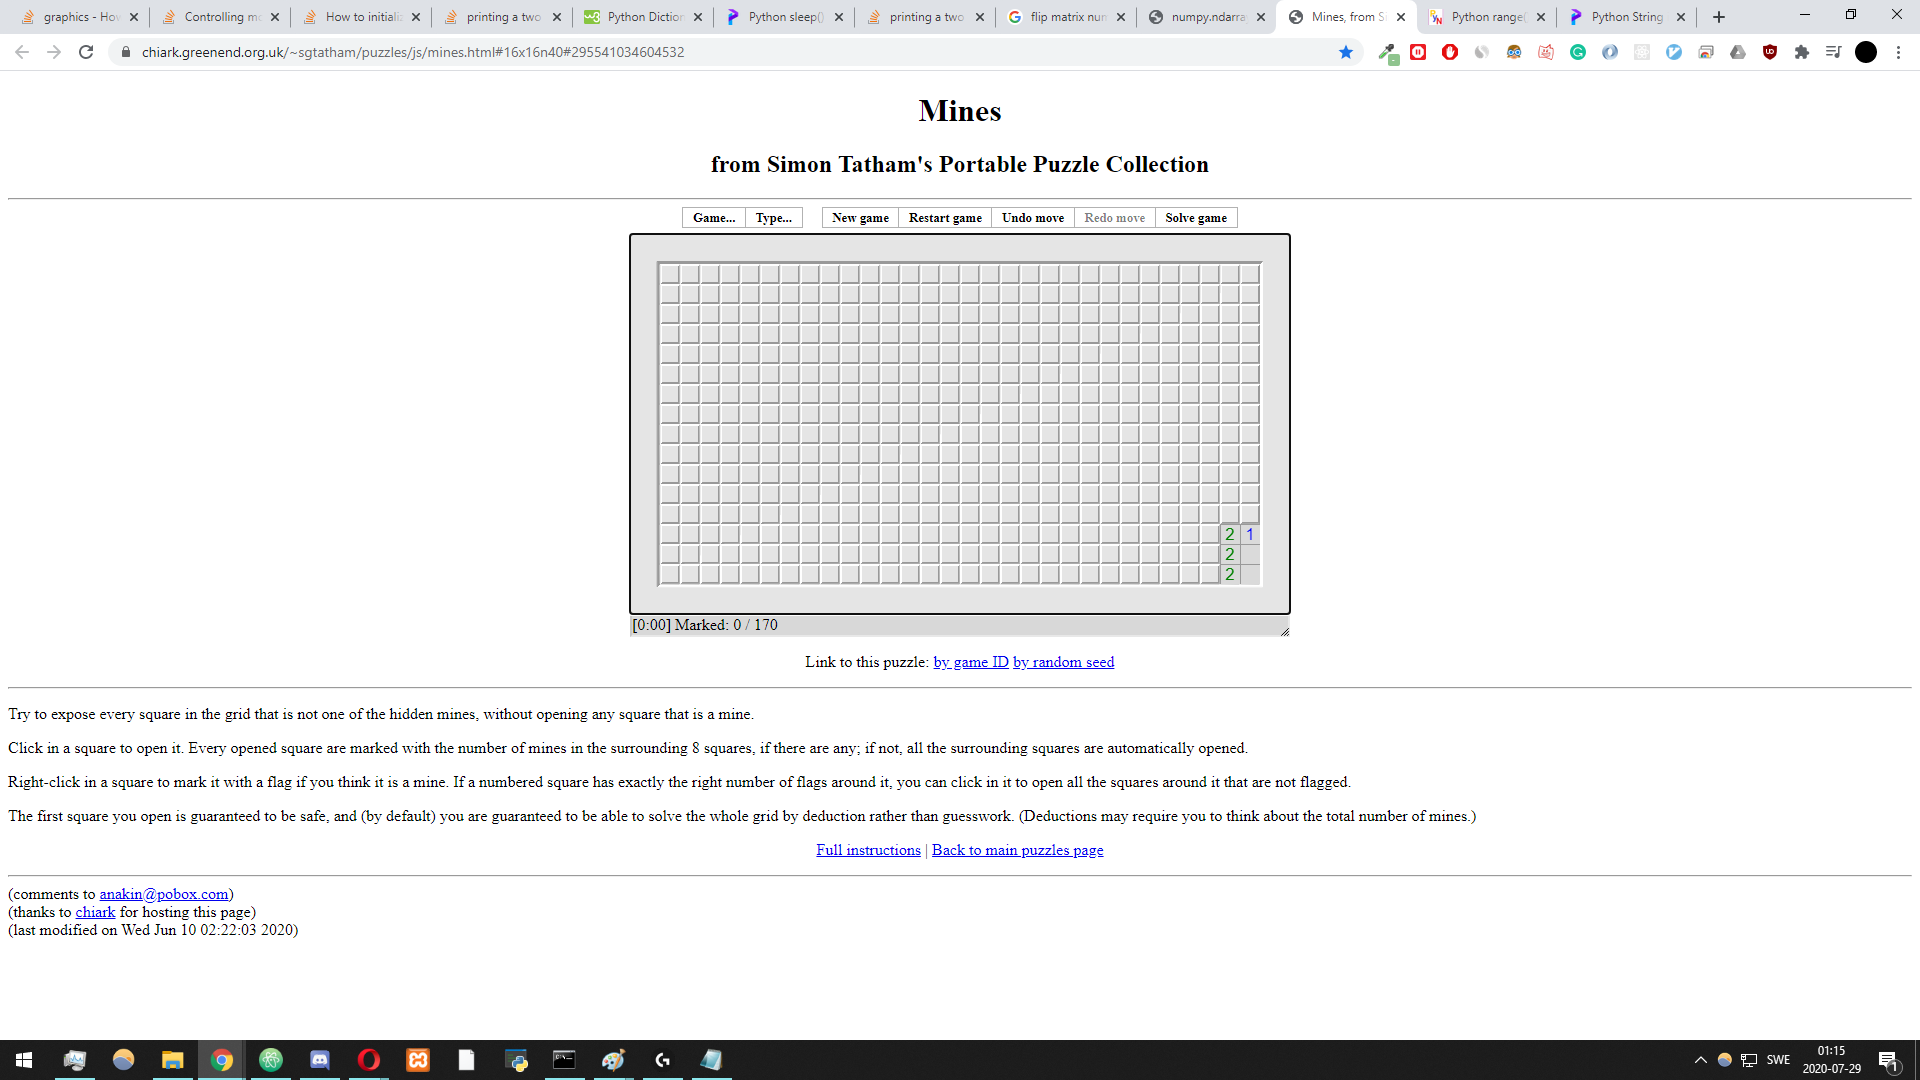 graphics - Hov
Controlling mo
How to initializ
printing a two
Python Diction
Python sleep()
printing a two
flip matrix num
numpy.ndarra
Mines, from Si
Python range(
Python String
chiark.greenend.org.uk/~sgtatham/puzzles/js/mines.html#16x16n40#295541034604532
Mines
from Simon Tatham's Portable Puzzle Collection
Game... Type... New game Restart game Undo move Redo move Solve game
2 1
2
2
[0:00] Marked: 0 / 170
Link to this puzzle: by game ID by random seed
Try to expose every square in the grid that is not one of the hidden mines, without opening any square that is a mine.
Click in a square to open it. Every opened square are marked with the number of mines in the surrounding 8 squares, if there are any; if not, all the surrounding squares are automatically opened.
Right-click in a square to mark it with a flag if you think it is a mine. If a numbered square has exactly the right number of flags around it, you can click in it to open all the squares around it that are not flagged.
The first square you open is guaranteed to be safe, and (by default) you are guaranteed to be able to solve the whole grid by deduction rather than guesswork. (Deductions may require you to think about the total number of mines.)
Full instructions | Back to main puzzles page
(comments to anakin@pobox.com)
(thanks to chiark for hosting this page)
(last modified on Wed Jun 10 02:22:03 2020)
SWE
01:15
2020-07-29
1